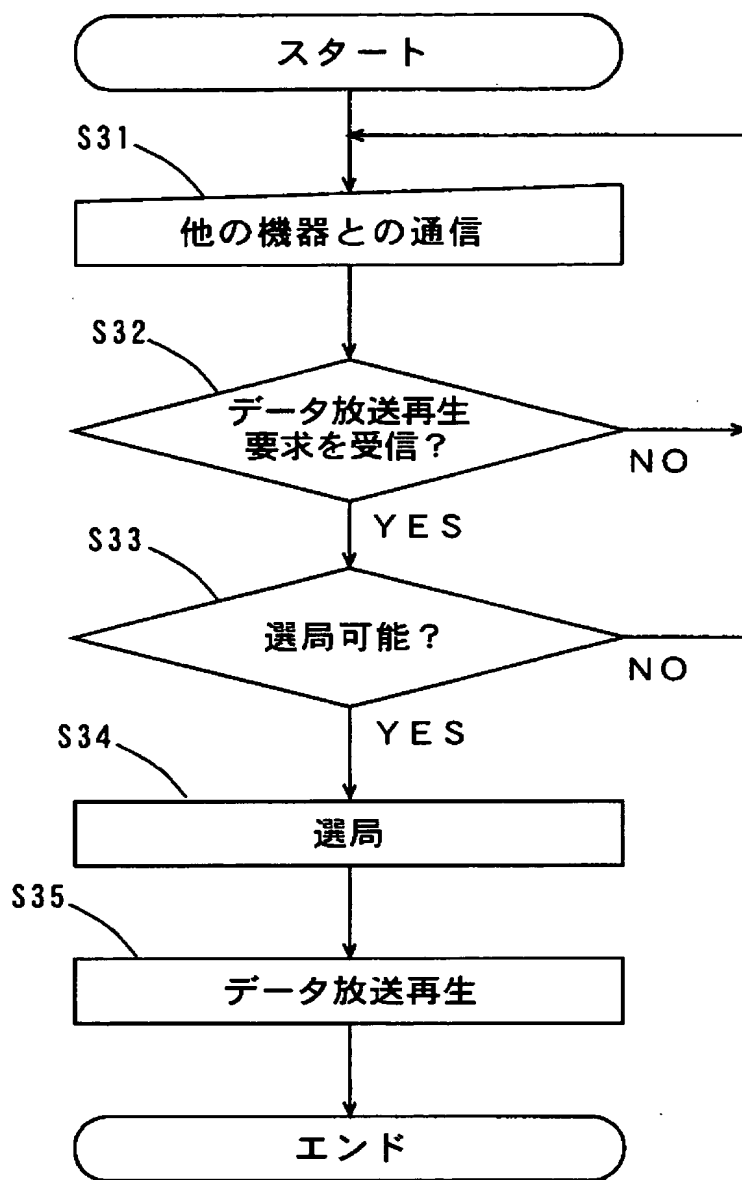 スタート
S31
他の機器との通信
S32
データ放送再生
要求を受信？
NO
YES
S33
選局可能？
NO
YES
S34
選局
S35
データ放送再生
エンド